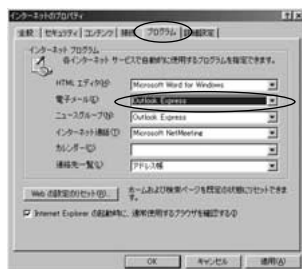 インターネットのプロパティ
全般 セキュリティ コンテンツ 接続 プログラム 詳細設定
インターネット プログラム
各インターネット サービスで自動的に使用するプログラムを指定できます。
HTML エディタ(H) Microsoft Word for Windows
電子メール(E) Outlook Express
ニュースグループ(N) Outlook Express
インターネット通話(T) Microsoft NetMeeting
カレンダー(C)
連絡先一覧(L) アドレス帳
Web の設定のリセット(R)... ホームおよび検索ページを既定の状態にリセットできます。
Internet Explorer の起動時に、通常使用するブラウザを確認する(I)
OK キャンセル 適用(A)